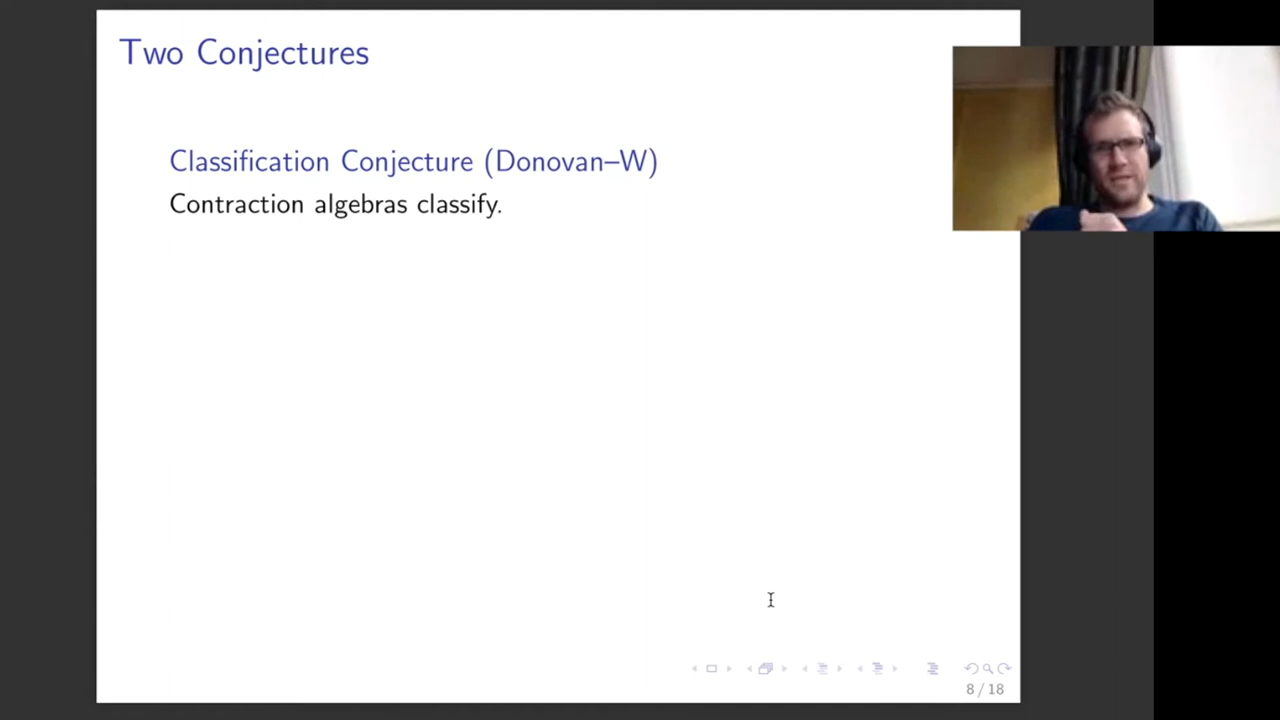 Two Conjectures
Classification Conjecture (Donovan–W)
Contraction algebras classify.
8 / 18